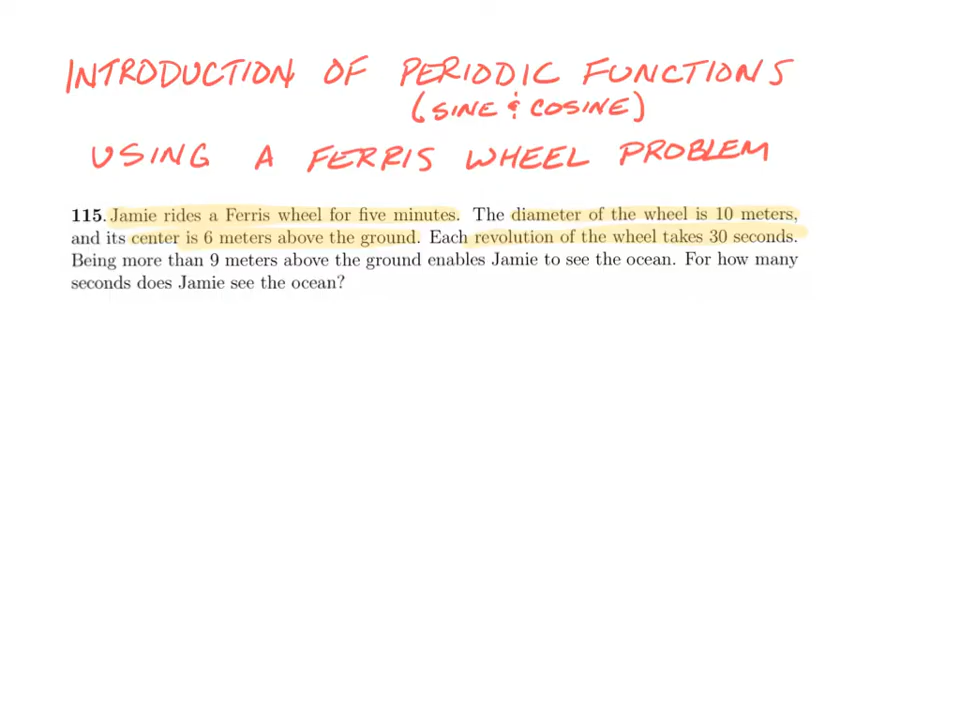 INTRODUCTION OF PERIODIC FUNCTIONS
(SINE & COSINE)
USING A FERRIS WHEEL PROBLEM
115. Jamie rides a Ferris wheel for five minutes. The diameter of the wheel is 10 meters,
and its center is 6 meters above the ground. Each revolution of the wheel takes 30 seconds.
Being more than 9 meters above the ground enables Jamie to see the ocean. For how many
seconds does Jamie see the ocean?